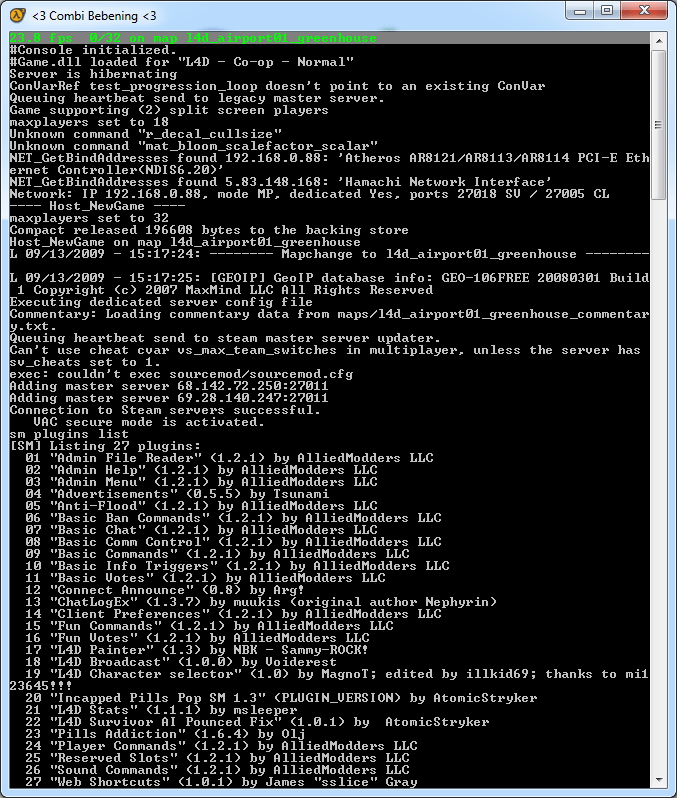 <3 Combi Bebening <3
23.8 fps  0/32 on map l4d_airport01_greenhouse
#Console initialized.
#Game.dll loaded for "L4D - Co-op - Normal"
Server is hibernating
ConVarRef test_progression_loop doesn't point to an existing ConVar
Queuing heartbeat send to legacy master server.
Game supporting (2) split screen players
maxplayers set to 18
Unknown command "r_decal_cullsize"
Unknown command "mat_bloom_scalefactor_scalar"
NET_GetBindAddresses found 192.168.0.88: 'Atheros AR8121/AR8113/AR8114 PCI-E Eth
ernet Controller(NDIS6.20)'
NET_GetBindAddresses found 5.83.148.168: 'Hamachi Network Interface'
Network: IP 192.168.0.88, mode MP, dedicated Yes, ports 27018 SV / 27005 CL
---- Host_NewGame ----
maxplayers set to 32
Compact released 196608 bytes to the backing store
Host_NewGame on map l4d_airport01_greenhouse
L 09/13/2009 - 15:17:24: -------- Mapchange to l4d_airport01_greenhouse --------
L 09/13/2009 - 15:17:25: [GEOIP] GeoIP database info: GEO-106FREE 20080301 Build
 1 Copyright (c) 2007 MaxMind LLC All Rights Reserved
Executing dedicated server config file
Commentary: Loading commentary data from maps/l4d_airport01_greenhouse_commentar
y.txt.
Queuing heartbeat send to steam master server updater.
Can't use cheat cvar vs_max_team_switches in multiplayer, unless the server has
sv_cheats set to 1.
exec: couldn't exec sourcemod/sourcemod.cfg
Adding master server 68.142.72.250:27011
Adding master server 69.28.140.247:27011
Connection to Steam servers successful.
   VAC secure mode is activated.
sm plugins list
[SM] Listing 27 plugins:
  01 "Admin File Reader" (1.2.1) by AlliedModders LLC
  02 "Admin Help" (1.2.1) by AlliedModders LLC
  03 "Admin Menu" (1.2.1) by AlliedModders LLC
  04 "Advertisements" (0.5.5) by Tsunami
  05 "Anti-Flood" (1.2.1) by AlliedModders LLC
  06 "Basic Ban Commands" (1.2.1) by AlliedModders LLC
  07 "Basic Chat" (1.2.1) by AlliedModders LLC
  08 "Basic Comm Control" (1.2.1) by AlliedModders LLC
  09 "Basic Commands" (1.2.1) by AlliedModders LLC
  10 "Basic Info Triggers" (1.2.1) by AlliedModders LLC
  11 "Basic Votes" (1.2.1) by AlliedModders LLC
  12 "Connect Announce" (0.8) by Arg!
  13 "ChatLogEx" (1.3.7) by muukis (original author Nephyrin)
  14 "Client Preferences" (1.2.1) by AlliedModders LLC
  15 "Fun Commands" (1.2.1) by AlliedModders LLC
  16 "Fun Votes" (1.2.1) by AlliedModders LLC
  17 "L4D Painter" (1.3) by NBK - Sammy-ROCK!
  18 "L4D Broadcast" (1.0.0) by Voiderest
  19 "L4D Character selector" (1.0) by MagnoT; edited by illkid69; thanks to mi1
23645!!!
  20 "Incapped Pills Pop SM 1.3" (PLUGIN_VERSION) by AtomicStryker
  21 "L4D Stats" (1.1.1) by msleeper
  22 "L4D Survivor AI Pounced Fix" (1.0.1) by  AtomicStryker
  23 "Pills Addiction" (1.6.4) by Olj
  24 "Player Commands" (1.2.1) by AlliedModders LLC
  25 "Reserved Slots" (1.2.1) by AlliedModders LLC
  26 "Sound Commands" (1.2.1) by AlliedModders LLC
  27 "Web Shortcuts" (1.0.1) by James "sslice" Gray